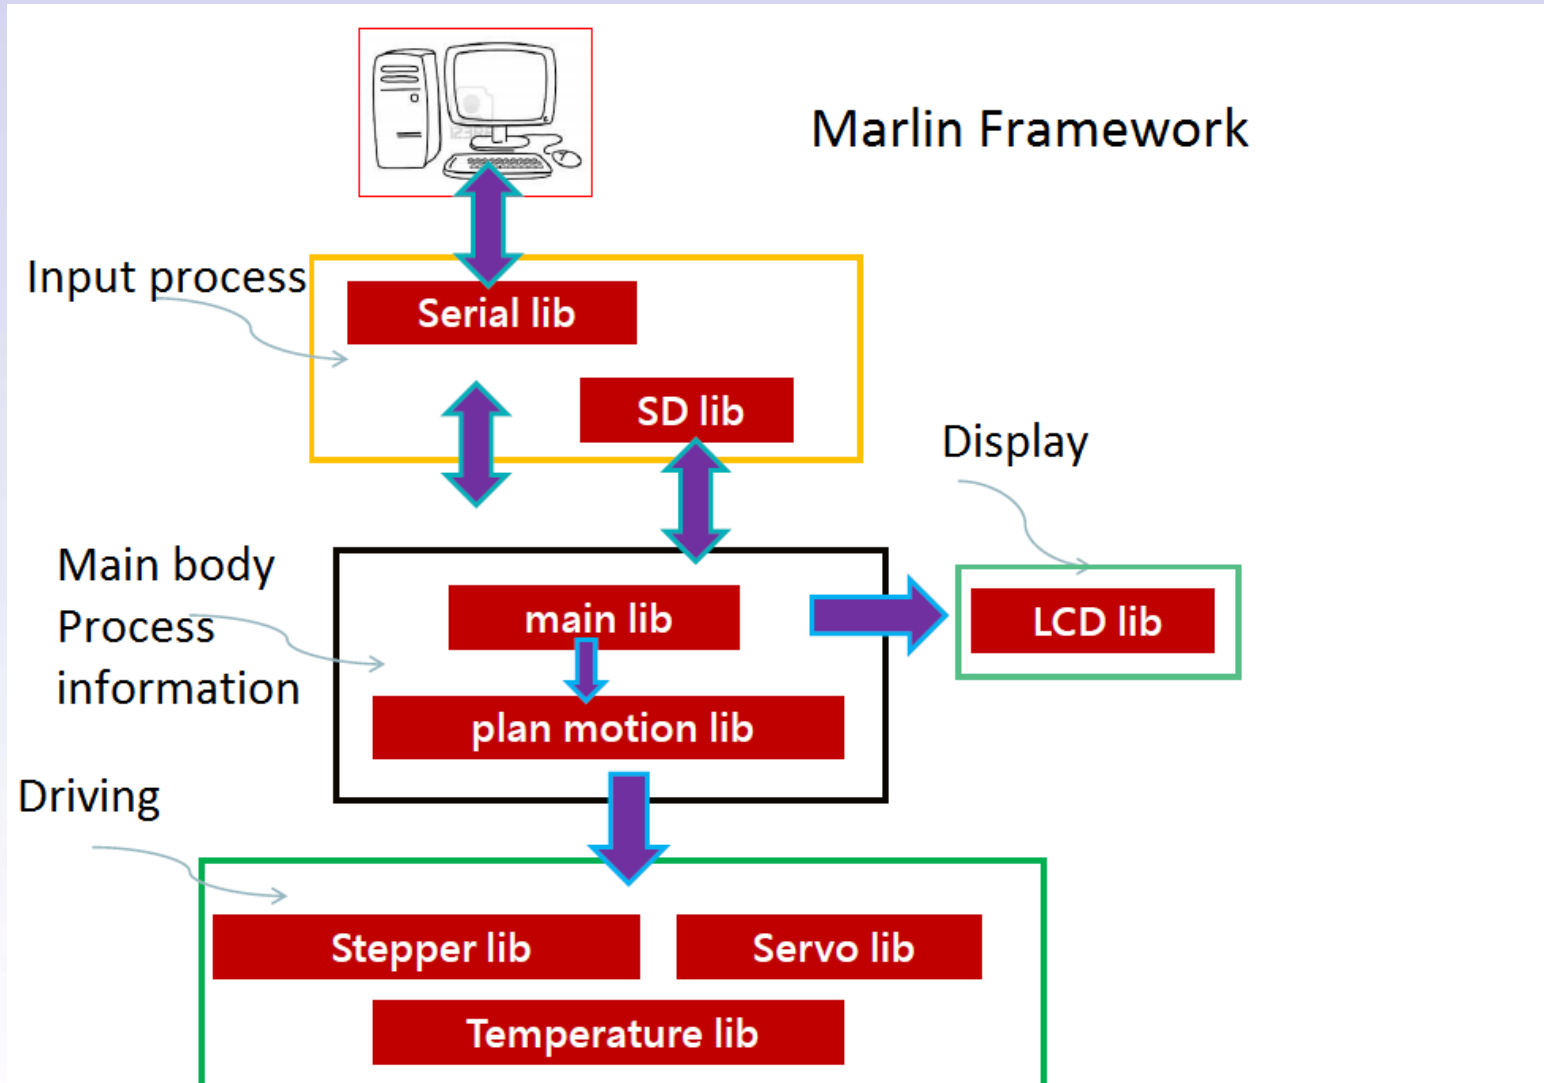 Marlin Framework
Input process
Serial lib
SD lib
Display
Main body
Process
information
main lib
LCD lib
plan motion lib
Driving
Stepper lib
Servo lib
Temperature lib